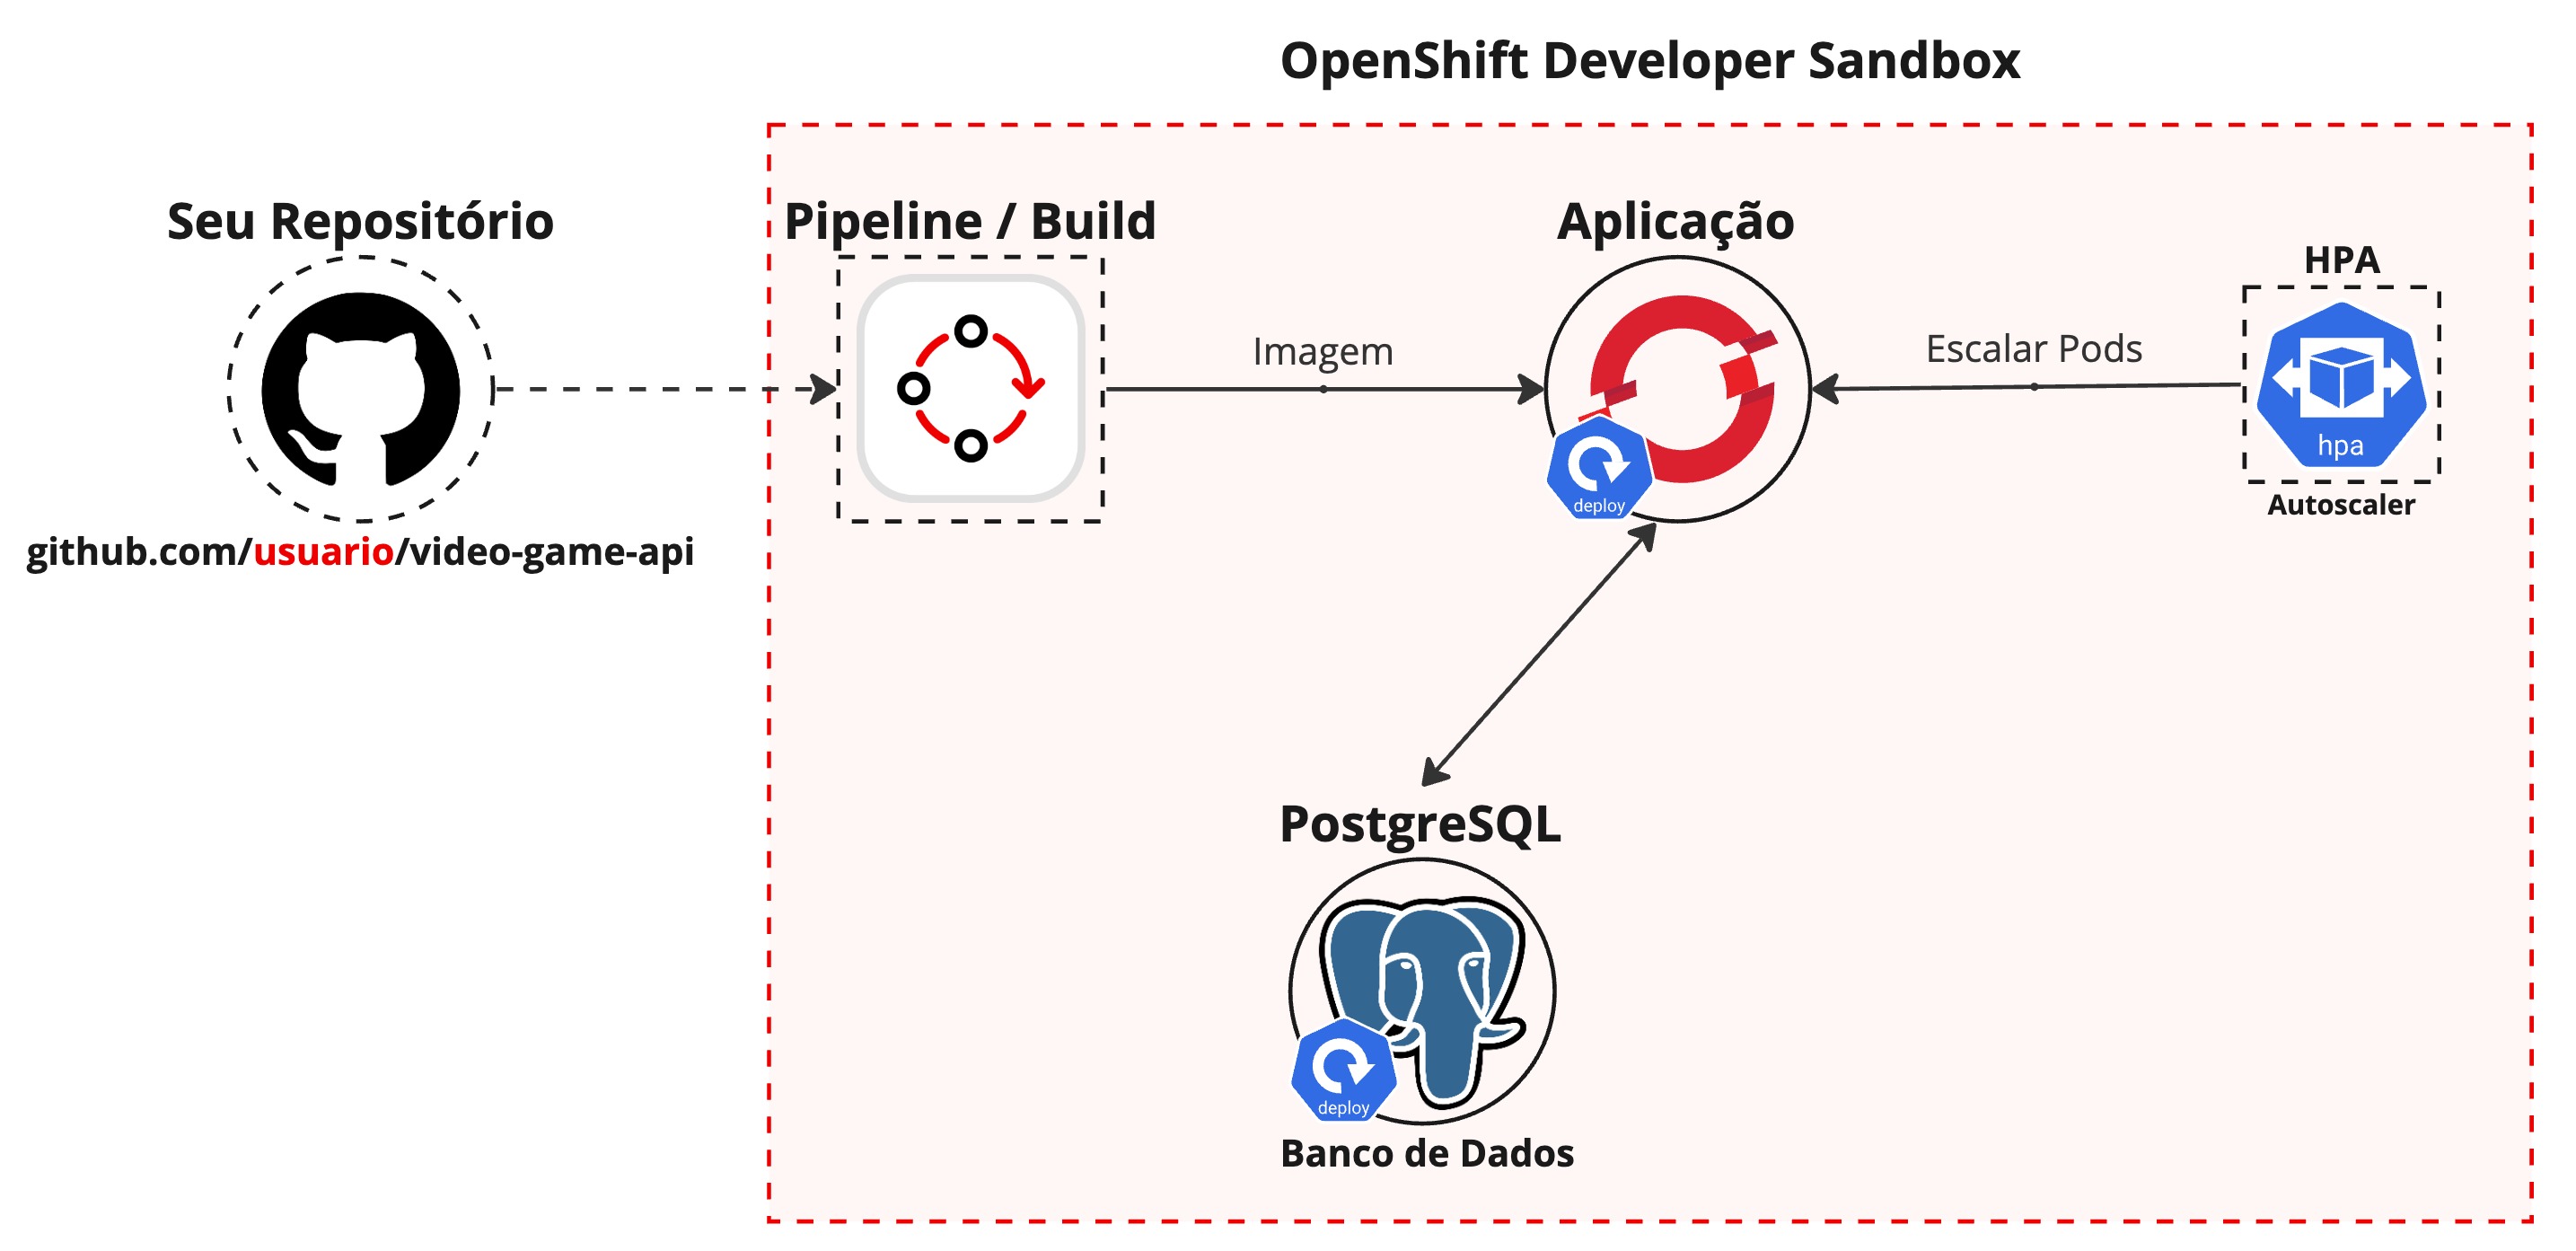 OpenShift Developer Sandbox
Seu Repositório
github.com/usuario/video-game-api
Pipeline / Build
Imagem
Aplicação
deploy
Escalar Pods
HPA
hpa
Autoscaler
PostgreSQL
deploy
Banco de Dados